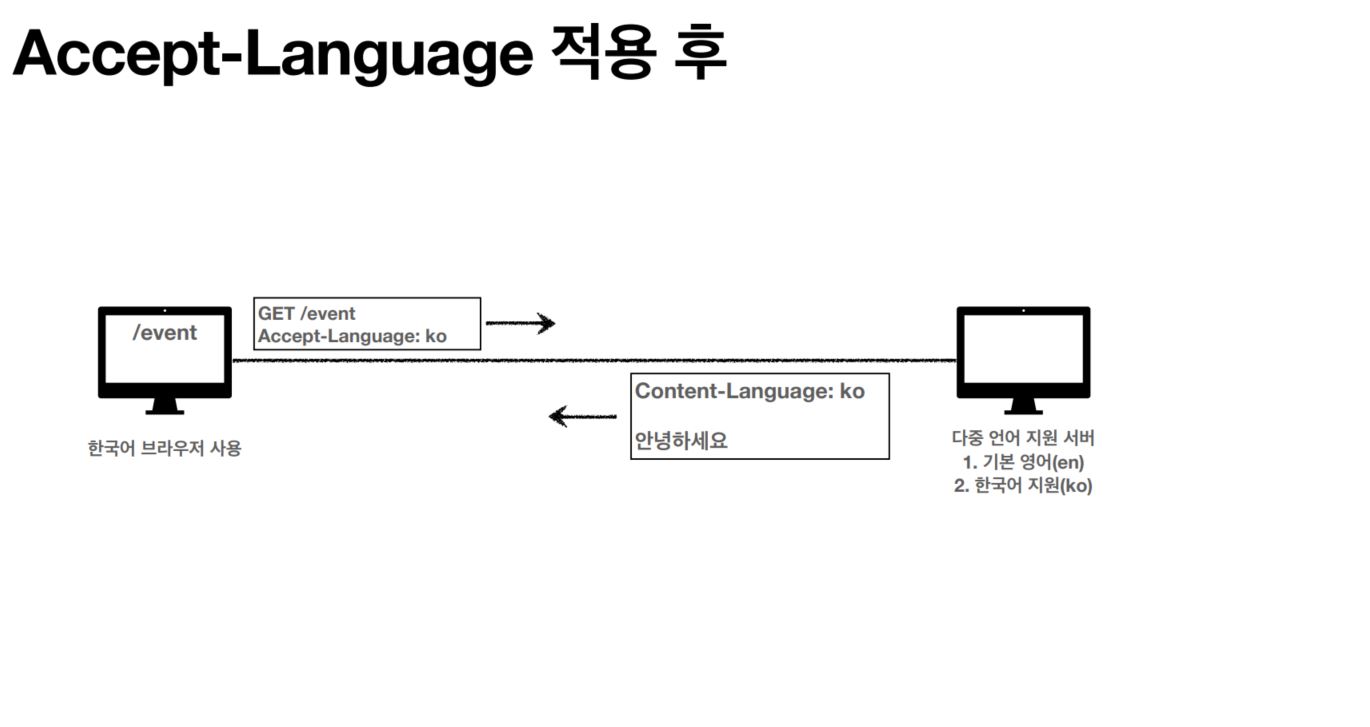 Accept-Language 적용 후
/event
GET /event
Accept-Language: ko
한국어 브라우저 사용
Content-Language: ko
안녕하세요
다중 언어 지원 서버
1. 기본 영어(en)
2. 한국어 지원(ko)